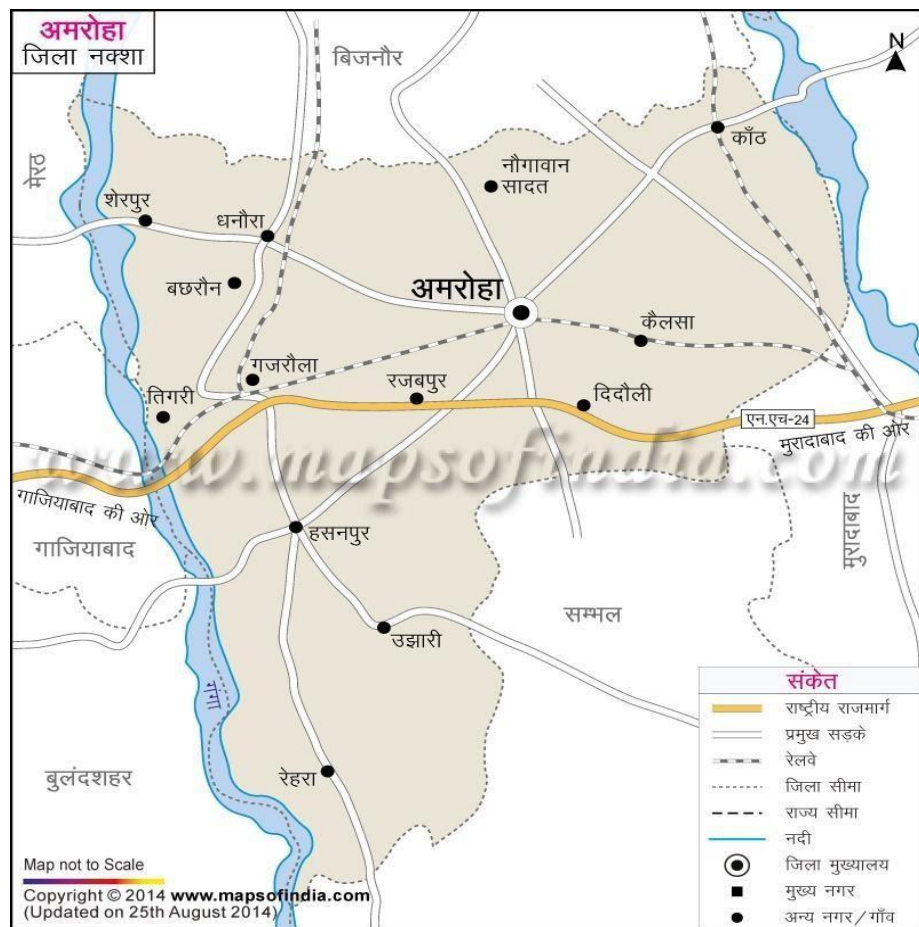 अमरोहा
जिला नक्शा
बिजनौर
N
मेरठ
काँठ
नौगावान
सादत
शेरपुर
धनौरा
बछरौन
अमरोहा
कैलसा
गजरौला
रजबपुर
तिगरी
दिदौली
एन.एच-24
मुरादाबाद की ओर
www.mapsofindia.com
गाजियाबाद की ओर
गाजियाबाद
हसनपुर
मुरादाबाद
सम्भल
उझारी
गंगा
बुलंदशहर
रेहरा
संकेत
राष्ट्रीय राजमार्ग
प्रमुख सड़के
रेलवे
जिला सीमा
राज्य सीमा
नदी
जिला मुख्यालय
मुख्य नगर
अन्य नगर/गाँव
Map not to Scale
Copyright © 2014 www.mapsofindia.com
(Updated on 25th August 2014)